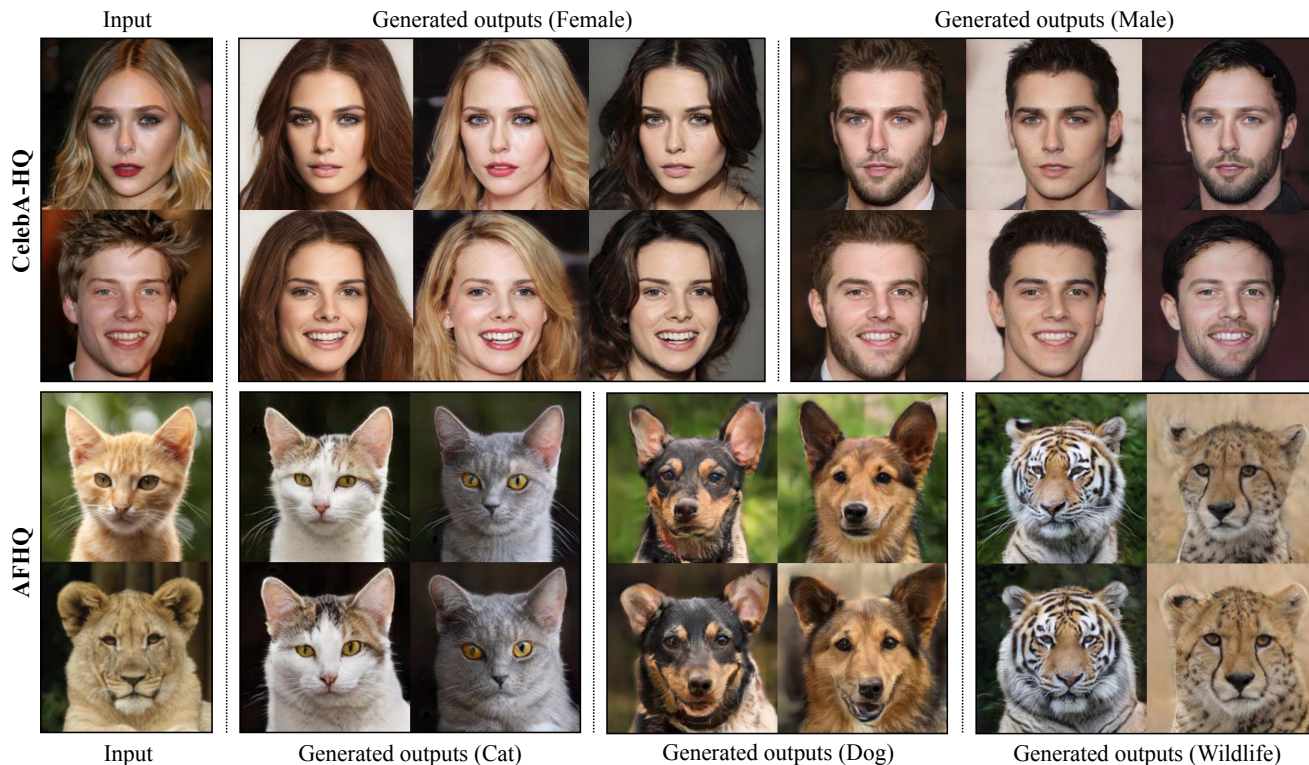 Input
Generated outputs (Female)
Generated outputs (Male)
CelebA-HQ
AFHQ
Input
Generated outputs (Cat)
Generated outputs (Dog)
Generated outputs (Wildlife)